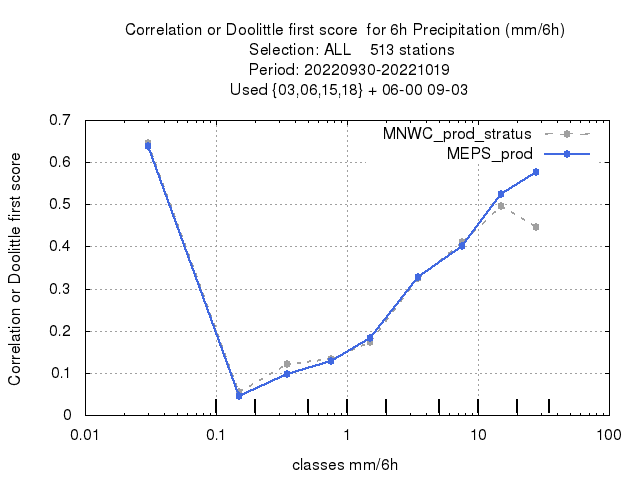 Correlation or Doolittle first score  for 6h Precipitation (mm/6h)
Selection: ALL    513 stations
Period: 20220930-20221019
Used {03,06,15,18} + 06-00 09-03
Correlation or Doolittle first score
0.7
0.6
0.5
0.4
0.3
0.2
0.1
0
MNWC_prod_stratus
MEPS_prod
0.01 0.1 1 10 100
classes mm/6h